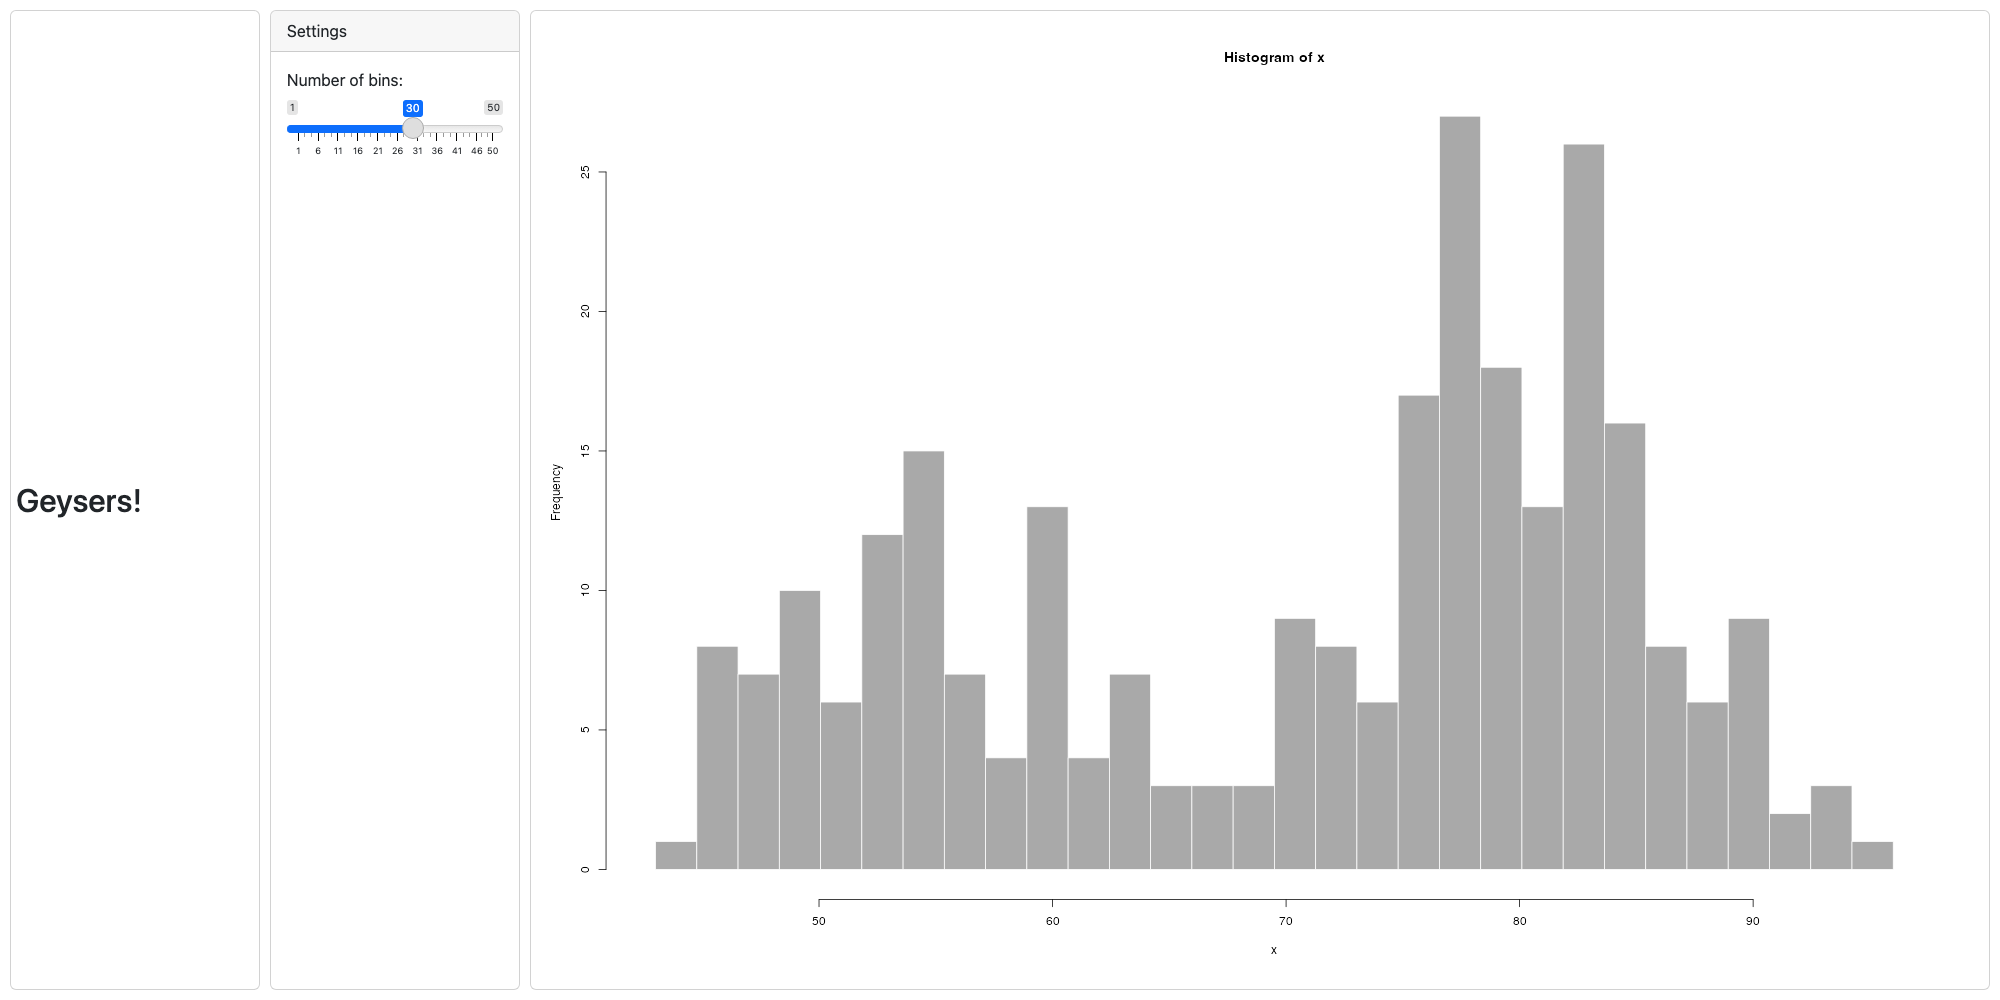 Geysers!
Settings
Number of bins:
1 30 50
1 6 11 16 21 26 31 36 41 46 50
Histogram of x
Frequency
25
20
15
10
5
0
50 60 70 80 90
x